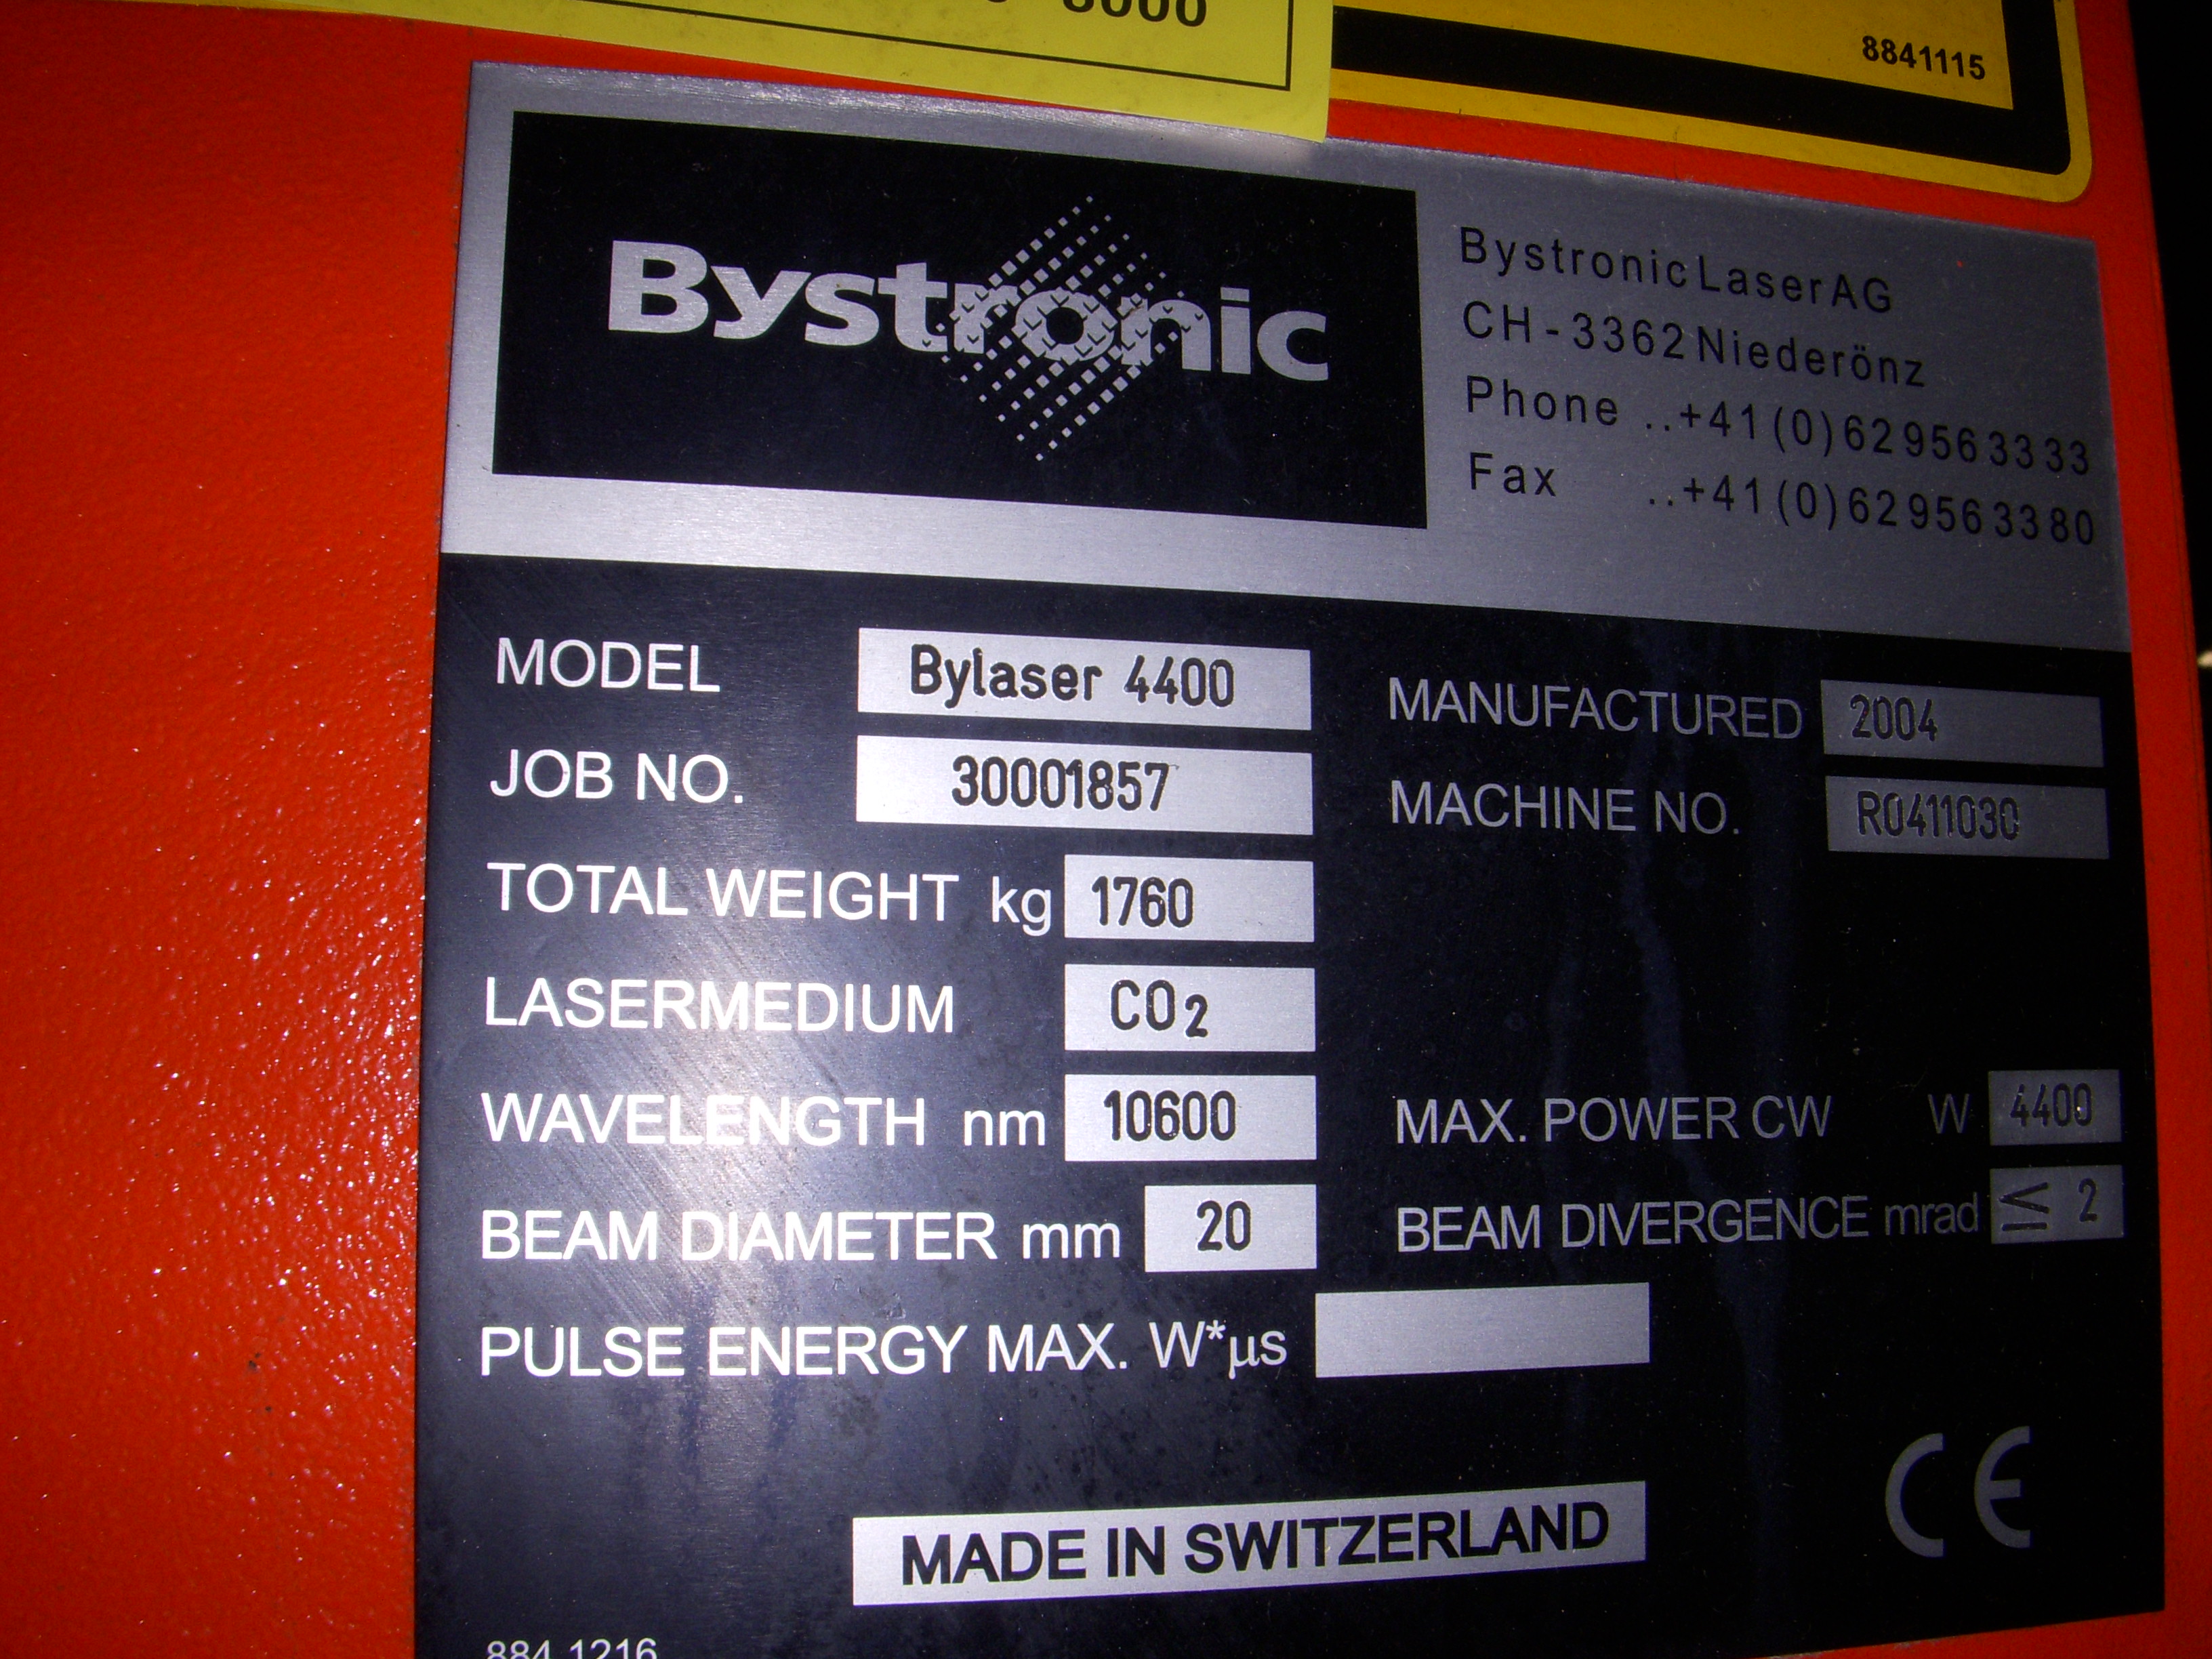 8841115
Bystronic
Bystronic Laser AG
CH-3362 Niederönz
Phone ..+41 (0) 62 956 33 33
Fax ..+41 (0) 62 956 33 80
MODEL Bylaser 4400
MANUFACTURED 2004
JOB NO. 30001857
MACHINE NO. R0411030
TOTAL WEIGHT kg 1760
LASERMEDIUM CO₂
WAVELENGTH nm 10600
MAX. POWER CW W 4400
BEAM DIAMETER mm 20
BEAM DIVERGENCE mrad ≤ 2
PULSE ENERGY MAX. W*µs
CE
MADE IN SWITZERLAND
884 1216